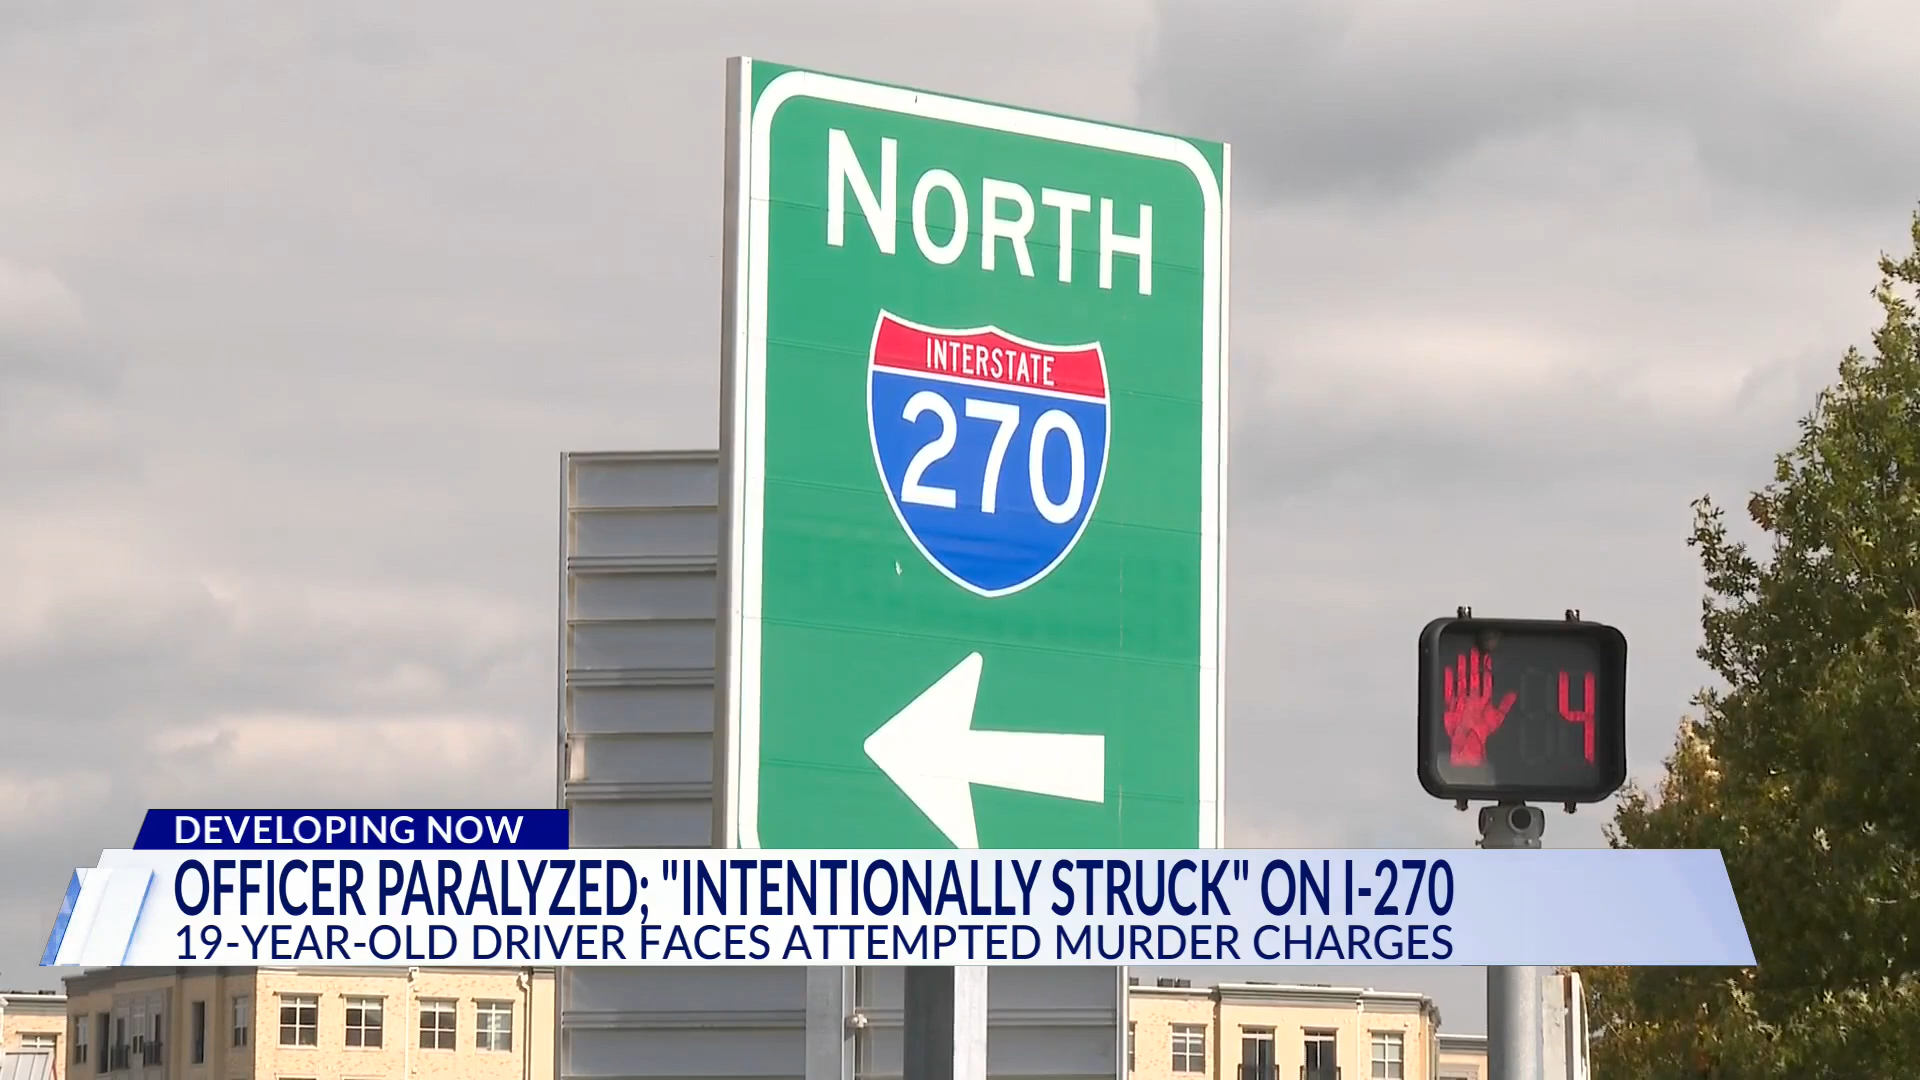 NORTH
INTERSTATE
270
4
DEVELOPING NOW
OFFICER PARALYZED; "INTENTIONALLY STRUCK" ON I-270
19-YEAR-OLD DRIVER FACES ATTEMPTED MURDER CHARGES